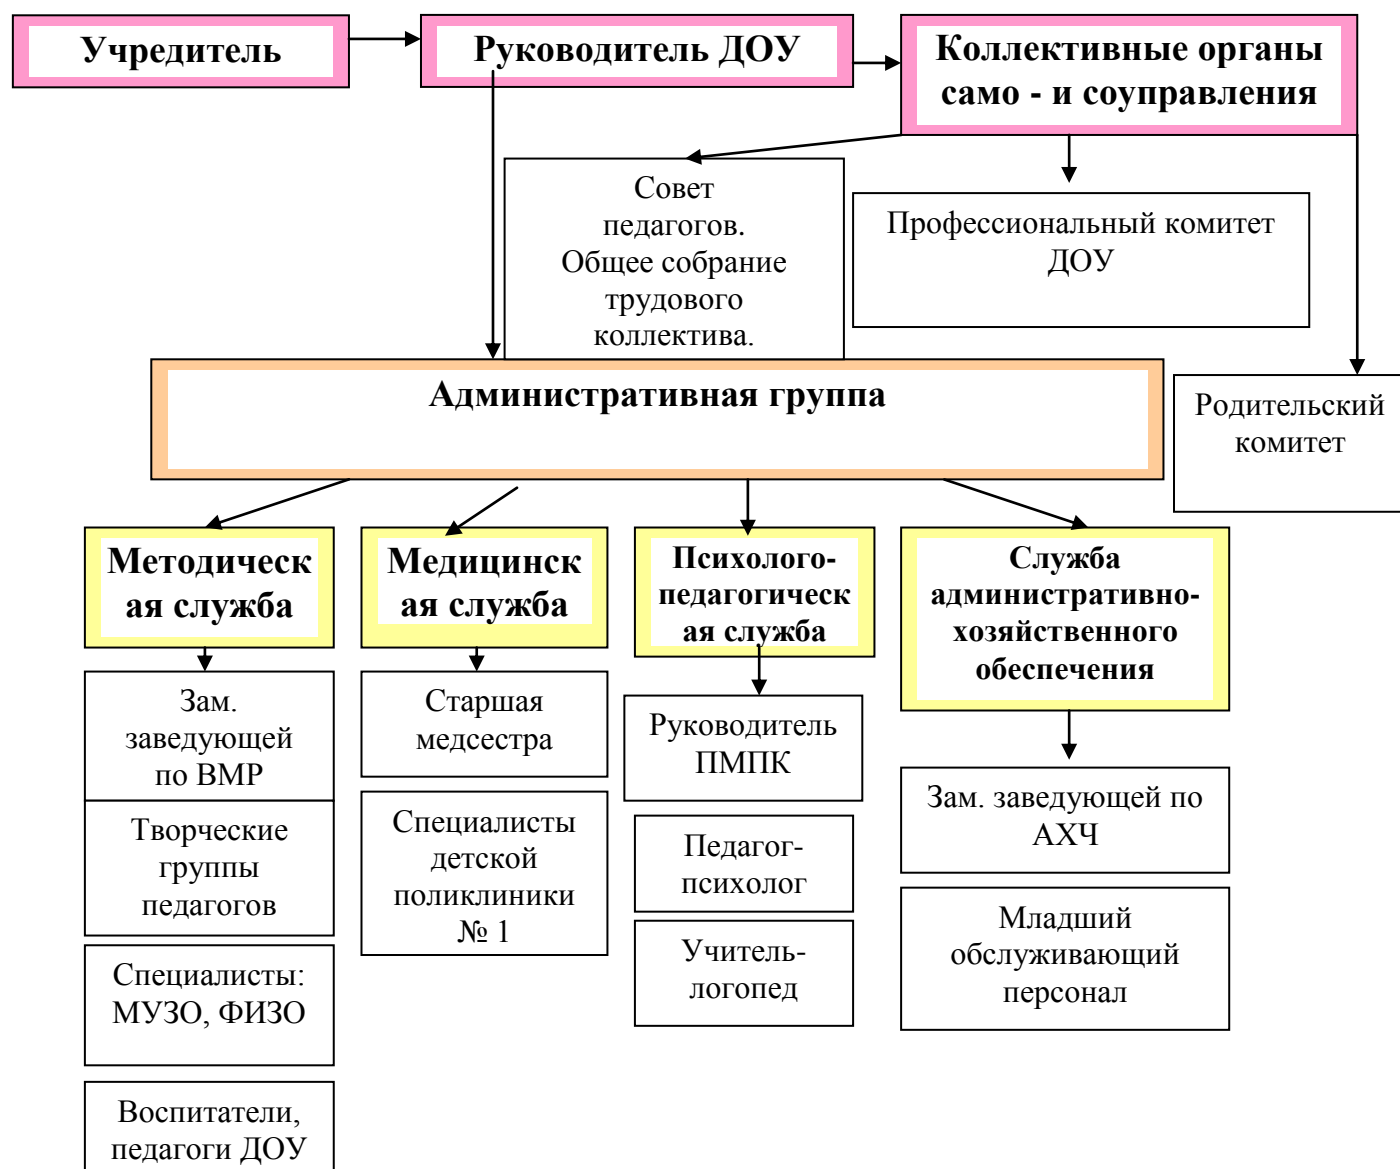 Учредитель
Руководитель ДОУ
Коллективные органы
само - и соуправления
Совет
педагогов.
Общее собрание
трудового
коллектива.
Профессиональный комитет
ДОУ
Родительский
комитет
Административная группа
Методическ
ая служба
Медицинск
ая служба
Психолого-
педагогическ
ая служба
Служба
административно-
хозяйственного
обеспечения
Зам.
заведующей
по ВМР
Творческие
группы
педагогов
Специалисты:
МУЗО, ФИЗО
Воспитатели,
педагоги ДОУ
Старшая
медсестра
Специалисты
детской
поликлиники
№ 1
Руководитель
ПМПК
Педагог-
психолог
Учитель-
логопед
Зам. заведующей по
АХЧ
Младший
обслуживающий
персонал